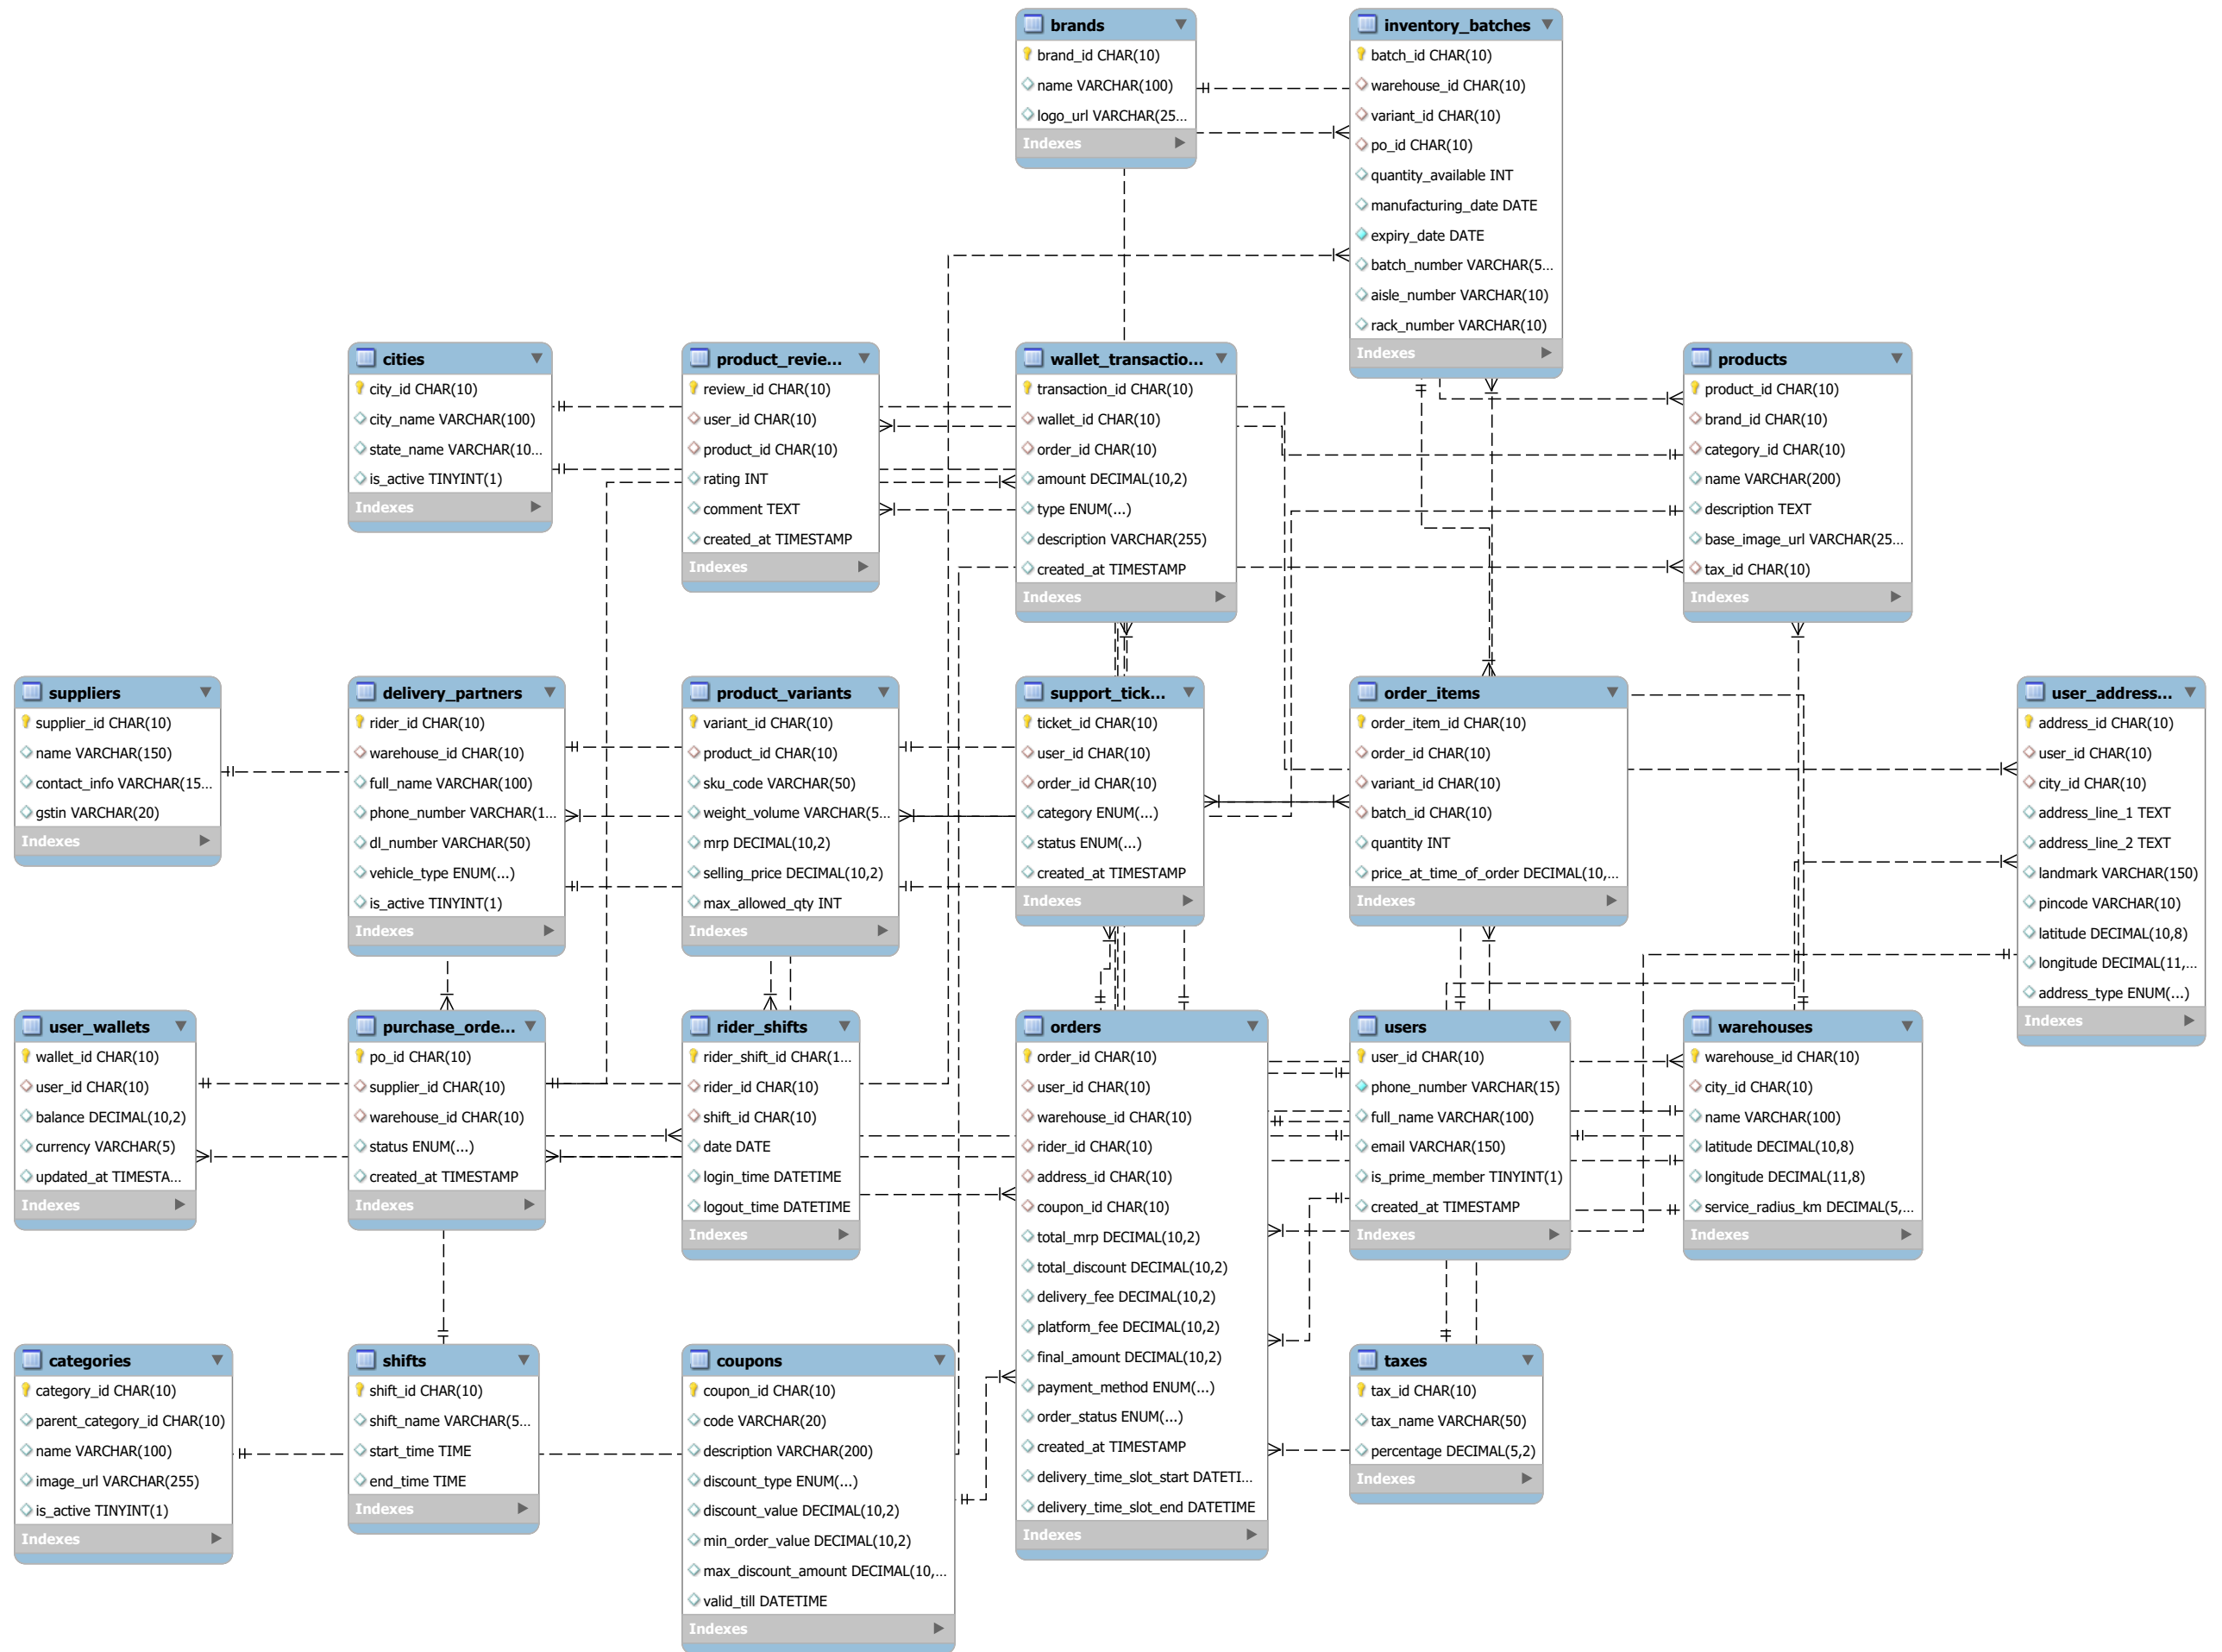 brands
brand_id CHAR(10)
name VARCHAR(100)
logo_url VARCHAR(25...
Indexes
inventory_batches
batch_id CHAR(10)
warehouse_id CHAR(10)
variant_id CHAR(10)
po_id CHAR(10)
quantity_available INT
manufacturing_date DATE
expiry_date DATE
batch_number VARCHAR(5...
aisle_number VARCHAR(10)
rack_number VARCHAR(10)
Indexes
cities
city_id CHAR(10)
city_name VARCHAR(100)
state_name VARCHAR(10...
is_active TINYINT(1)
Indexes
product_revie...
review_id CHAR(10)
user_id CHAR(10)
product_id CHAR(10)
rating INT
comment TEXT
created_at TIMESTAMP
Indexes
wallet_transactio...
transaction_id CHAR(10)
wallet_id CHAR(10)
order_id CHAR(10)
amount DECIMAL(10,2)
type ENUM(...)
description VARCHAR(255)
created_at TIMESTAMP
Indexes
products
product_id CHAR(10)
brand_id CHAR(10)
category_id CHAR(10)
name VARCHAR(200)
description TEXT
base_image_url VARCHAR(25...
tax_id CHAR(10)
Indexes
suppliers
supplier_id CHAR(10)
name VARCHAR(150)
contact_info VARCHAR(15...
gstin VARCHAR(20)
Indexes
delivery_partners
rider_id CHAR(10)
warehouse_id CHAR(10)
full_name VARCHAR(100)
phone_number VARCHAR(1...
dl_number VARCHAR(50)
vehicle_type ENUM(...)
is_active TINYINT(1)
Indexes
product_variants
variant_id CHAR(10)
product_id CHAR(10)
sku_code VARCHAR(50)
weight_volume VARCHAR(5...
mrp DECIMAL(10,2)
selling_price DECIMAL(10,2)
max_allowed_qty INT
Indexes
support_tick...
ticket_id CHAR(10)
user_id CHAR(10)
order_id CHAR(10)
category ENUM(...)
status ENUM(...)
created_at TIMESTAMP
Indexes
order_items
order_item_id CHAR(10)
order_id CHAR(10)
variant_id CHAR(10)
batch_id CHAR(10)
quantity INT
price_at_time_of_order DECIMAL(10,...
Indexes
user_address...
address_id CHAR(10)
user_id CHAR(10)
city_id CHAR(10)
address_line_1 TEXT
address_line_2 TEXT
landmark VARCHAR(150)
pincode VARCHAR(10)
latitude DECIMAL(10,8)
longitude DECIMAL(11,...
address_type ENUM(...)
Indexes
user_wallets
wallet_id CHAR(10)
user_id CHAR(10)
balance DECIMAL(10,2)
currency VARCHAR(5)
updated_at TIMESTA...
Indexes
purchase_orde...
po_id CHAR(10)
supplier_id CHAR(10)
warehouse_id CHAR(10)
status ENUM(...)
created_at TIMESTAMP
Indexes
rider_shifts
rider_shift_id CHAR(1...
rider_id CHAR(10)
shift_id CHAR(10)
date DATE
login_time DATETIME
logout_time DATETIME
Indexes
orders
order_id CHAR(10)
user_id CHAR(10)
warehouse_id CHAR(10)
rider_id CHAR(10)
address_id CHAR(10)
coupon_id CHAR(10)
total_mrp DECIMAL(10,2)
total_discount DECIMAL(10,2)
delivery_fee DECIMAL(10,2)
platform_fee DECIMAL(10,2)
final_amount DECIMAL(10,2)
payment_method ENUM(...)
order_status ENUM(...)
created_at TIMESTAMP
delivery_time_slot_start DATETI...
delivery_time_slot_end DATETIME
Indexes
users
user_id CHAR(10)
phone_number VARCHAR(15)
full_name VARCHAR(100)
email VARCHAR(150)
is_prime_member TINYINT(1)
created_at TIMESTAMP
Indexes
warehouses
warehouse_id CHAR(10)
city_id CHAR(10)
name VARCHAR(100)
latitude DECIMAL(10,8)
longitude DECIMAL(11,8)
service_radius_km DECIMAL(5,...
Indexes
categories
category_id CHAR(10)
parent_category_id CHAR(10)
name VARCHAR(100)
image_url VARCHAR(255)
is_active TINYINT(1)
Indexes
shifts
shift_id CHAR(10)
shift_name VARCHAR(5...
start_time TIME
end_time TIME
Indexes
coupons
coupon_id CHAR(10)
code VARCHAR(20)
description VARCHAR(200)
discount_type ENUM(...)
discount_value DECIMAL(10,2)
min_order_value DECIMAL(10,2)
max_discount_amount DECIMAL(10,...
valid_till DATETIME
Indexes
taxes
tax_id CHAR(10)
tax_name VARCHAR(50)
percentage DECIMAL(5,2)
Indexes